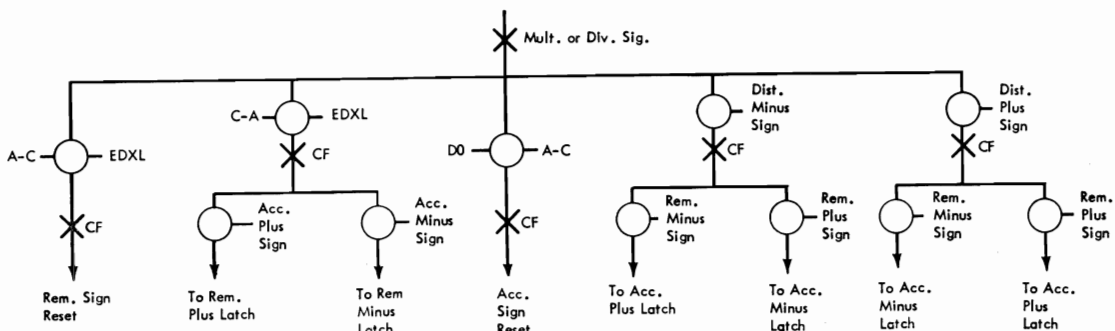 Mult. or Div. Sig.
C-A
EDXL
Dist.
Minus
Sign
Dist.
Plus
Sign
A-C
EDXL
CF
D0
A-C
CF
CF
CF
Acc.
Plus
Sign
Acc.
Minus
Sign
CF
Rem.
Minus
Sign
Rem.
Plus
Sign
Rem.
Minus
Sign
Rem.
Plus
Sign
Rem. Sign
Reset
To Rem.
Plus Latch
To Rem
Minus
Latch
Acc.
Sign
Reset
To Acc.
Plus Latch
To Acc.
Minus
Latch
To Acc.
Minus
Latch
To Acc.
Plus
Latch